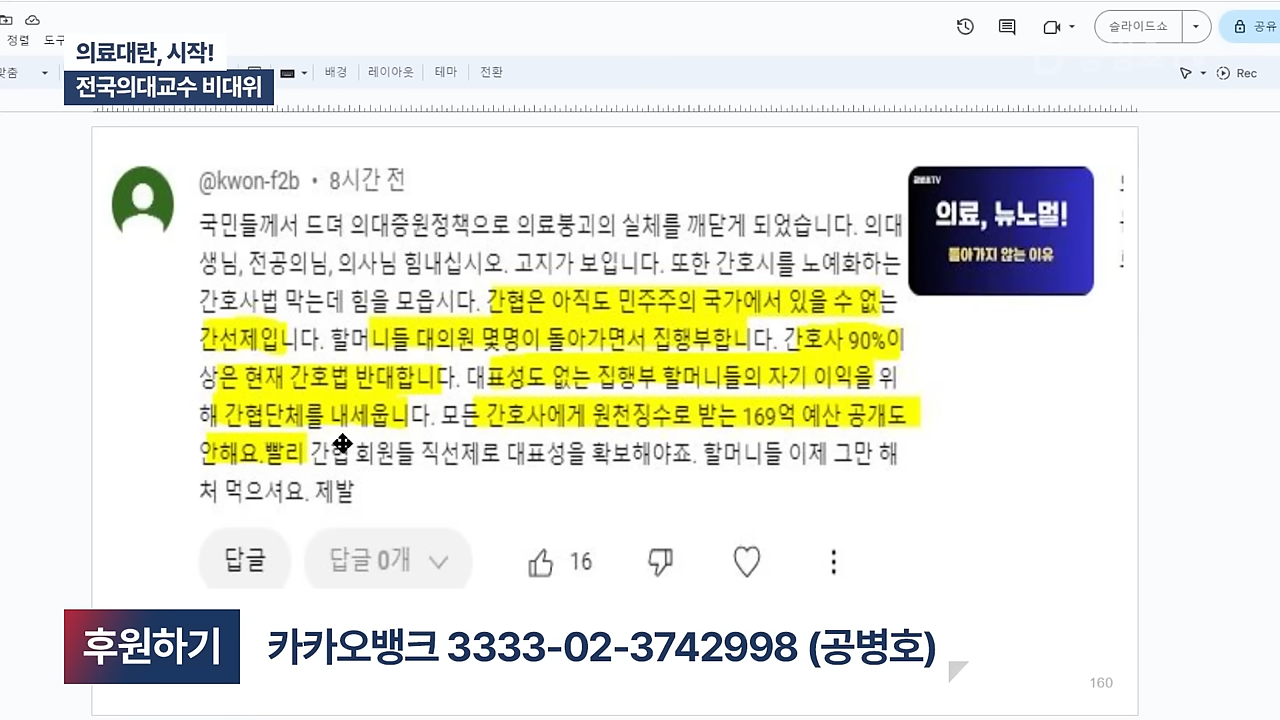 정렬
도구
슬라이드쇼
공유
의료대란, 시작!
전국의대교수 비대위
맞춤
배경
레이아웃
테마
전환
Rec
@kwon-f2b • 8시간 전
국민들께서 드뎌 의대증원정책으로 의료붕괴의 실체를 깨닫게 되었습니다. 의대
생님, 전공의님, 의사님 힘내십시오. 고지가 보입니다. 또한 간호시를 노예화하는
간호사법 막는데 힘을 모읍시다. 간협은 아직도 민주주의 국가에서 있을 수 없는
간선제입니다. 할머니들 대의원 몇명이 돌아가면서 집행부합니다. 간호사 90%이
상은 현재 간호법 반대합니다. 대표성도 없는 집행부 할머니들의 자기 이익을 위
해 간협단체를 내세웁니다. 모든 간호사에게 원천징수로 받는 169억 예산 공개도
안해요.빨리 간협 회원들 직선제로 대표성을 확보해야죠. 할머니들 이제 그만 해
처 먹으셔요. 제발
의료, 뉴노멀!
돌아가지 않는 이유
답글
답글 0개
16
후원하기
카카오뱅크 3333-02-3742998 (공병호)
160